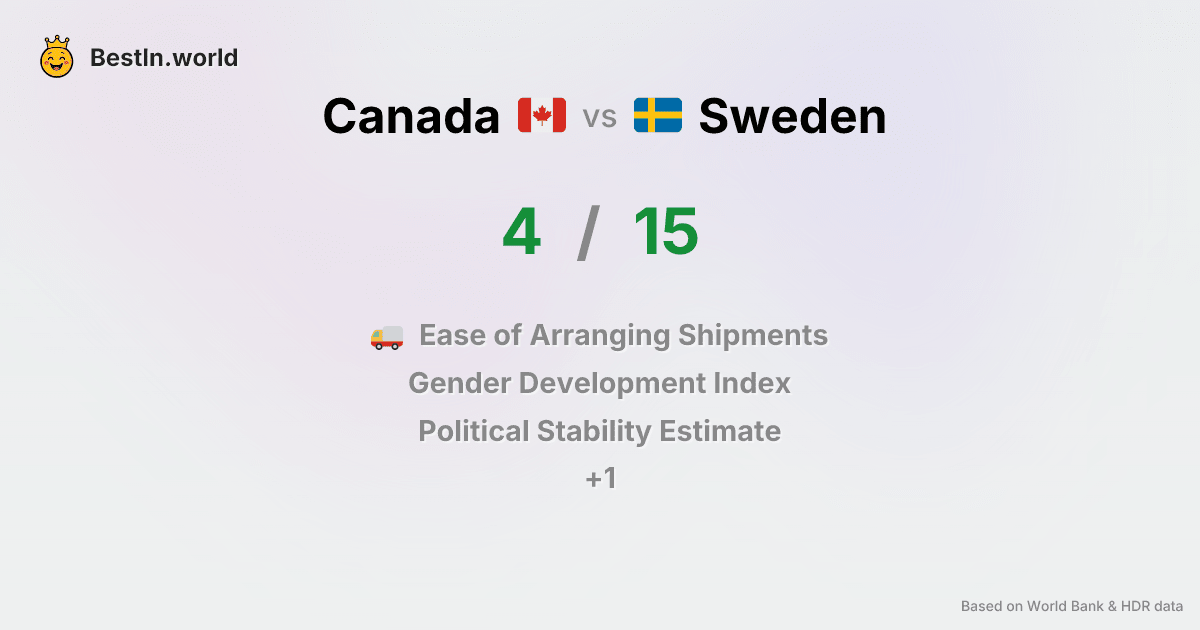 BestIn.world
Canada vs Sweden
4 / 15
Ease of Arranging Shipments
Gender Development Index
Political Stability Estimate
+1
Based on World Bank & HDR data